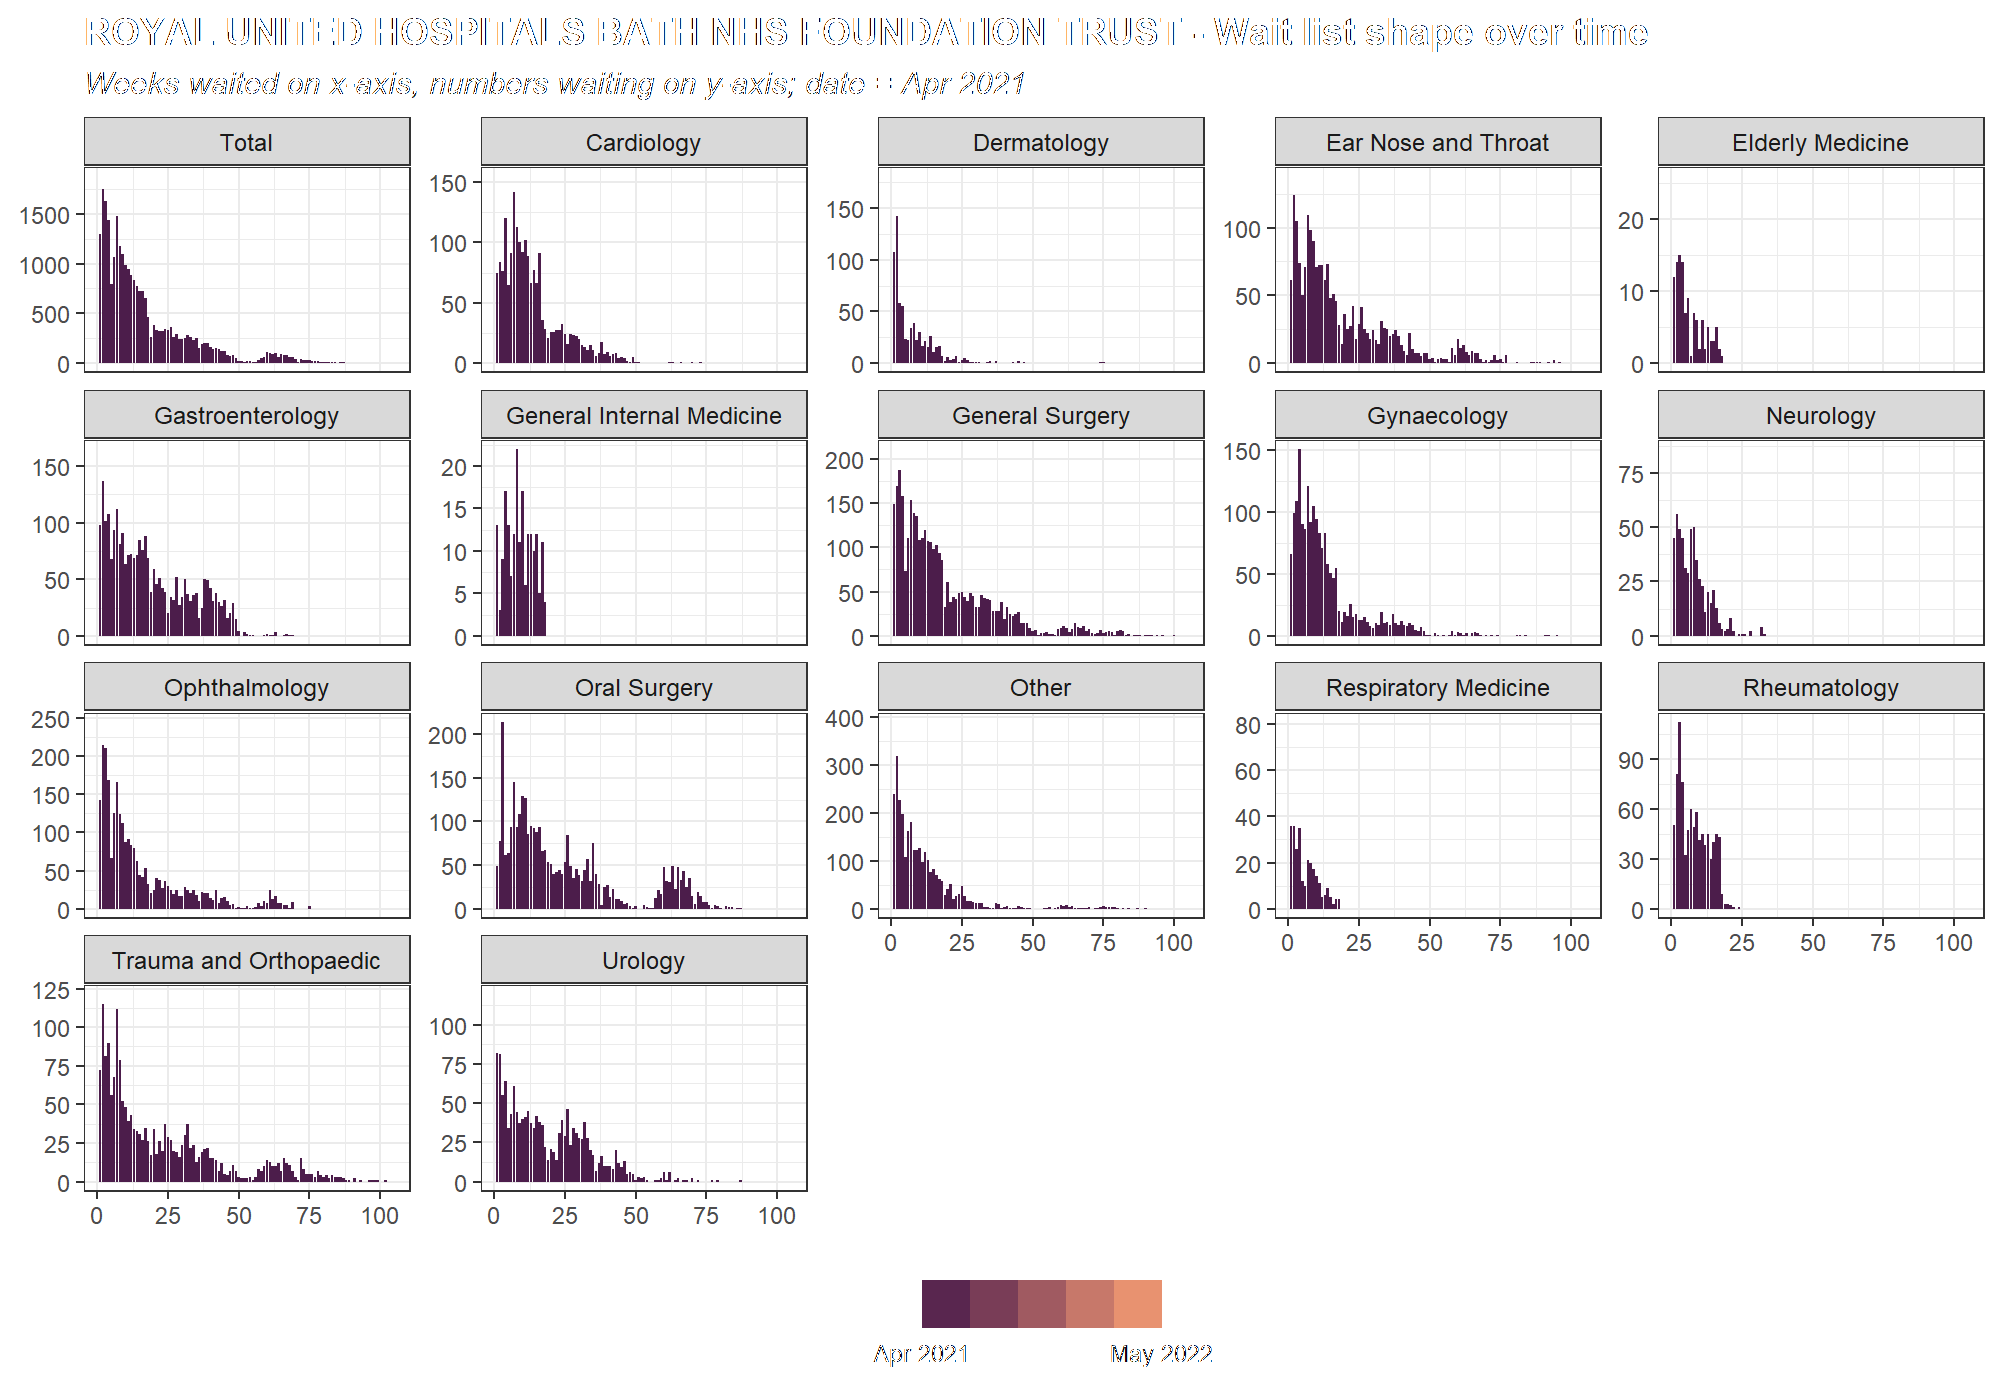 ROYAL UNITED HOSPITALS BATH NHS FOUNDATION TRUST - Wait list shape over time
Weeks waited on x-axis, numbers waiting on y-axis; date = Apr 2021
Total
Cardiology
Dermatology
Ear Nose and Throat
Elderly Medicine
1500
1000
500
0
150
100
50
0
150
100
50
0
100
50
0
20
10
0
Gastroenterology
General Internal Medicine
General Surgery
Gynaecology
Neurology
150
100
50
0
20
15
10
5
0
200
150
100
50
0
150
100
50
0
75
50
25
0
Ophthalmology
Oral Surgery
Other
Respiratory Medicine
Rheumatology
250
200
150
100
50
0
200
150
100
50
0
400
300
200
100
0
80
60
40
20
0
90
60
30
0
0 25 50 75 100
0 25 50 75 100
0 25 50 75 100
Trauma and Orthopaedic
Urology
125
100
75
50
25
0
100
75
50
25
0
0 25 50 75 100
0 25 50 75 100
Apr 2021
May 2022